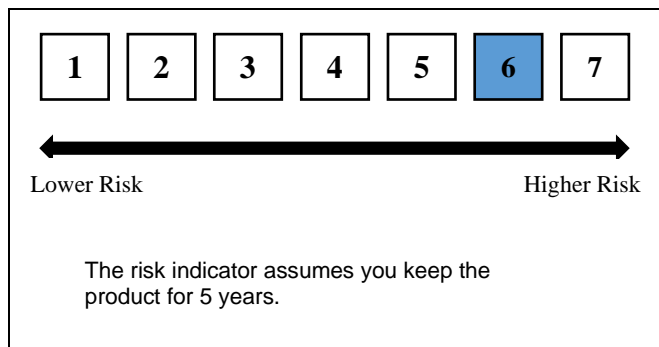 1 2 3 4 5 6 7
Lower Risk Higher Risk
The risk indicator assumes you keep the
product for 5 years.